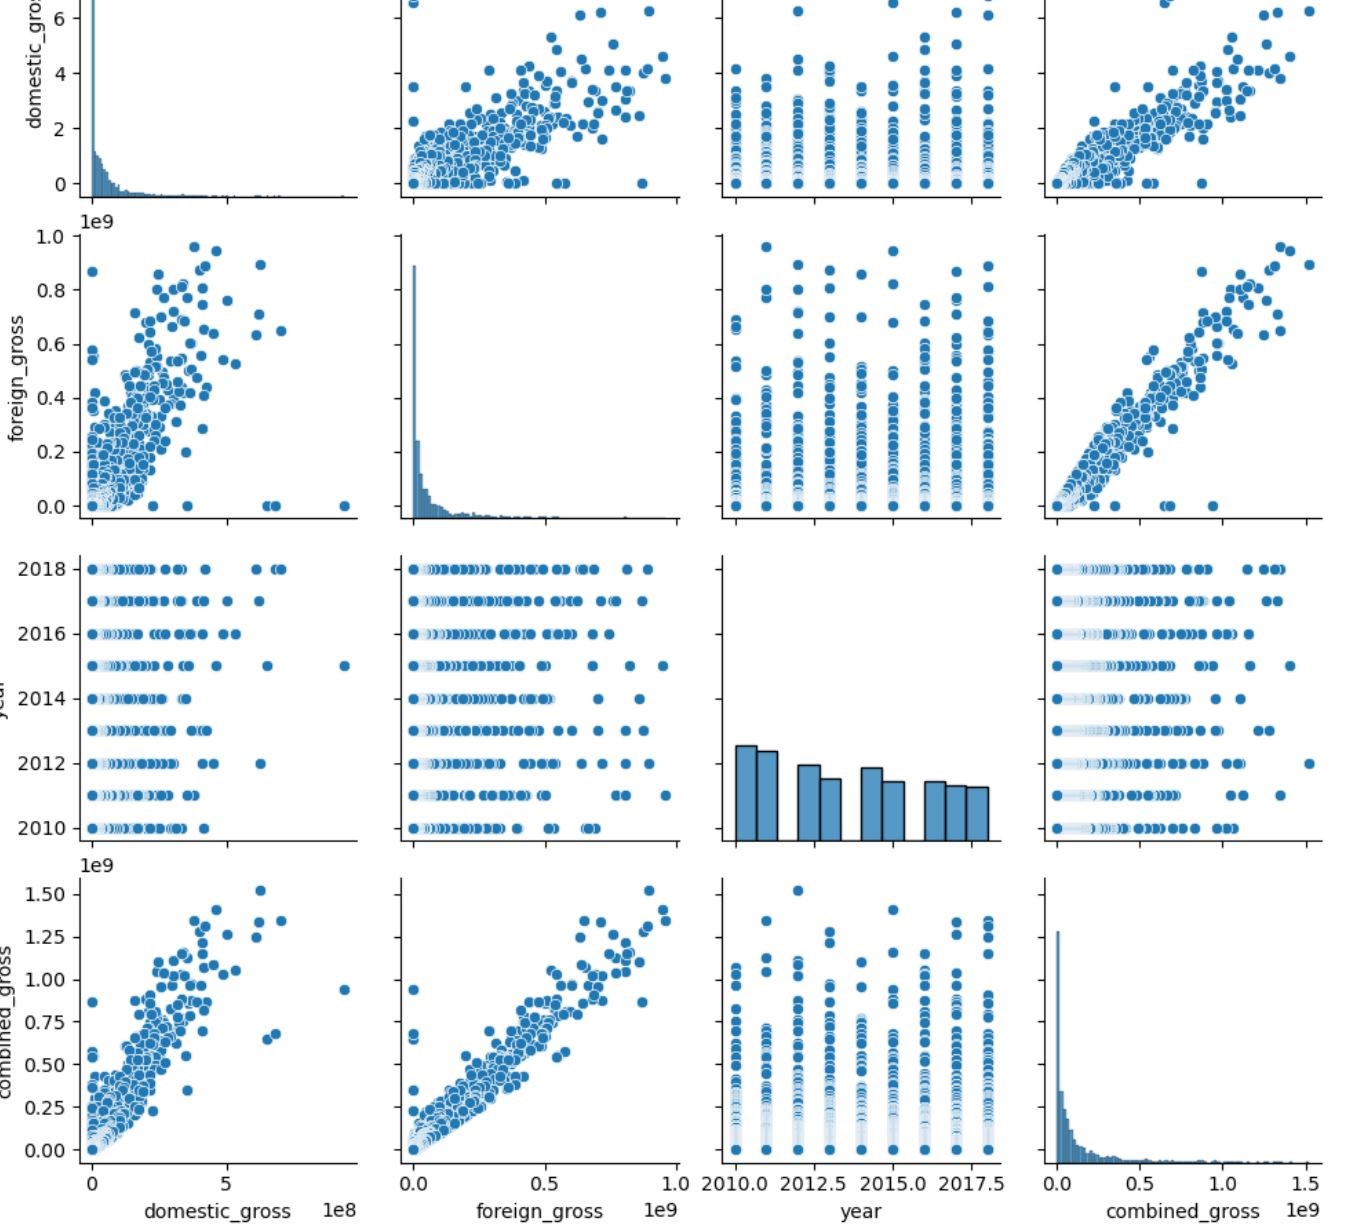 6
4
2
0
domestic_gros
1e9
1.0
0.8
0.6
0.4
0.2
0.0
foreign_gross
2018
2016
2014
2012
2010
year
1e9
1.50
1.25
1.00
0.75
0.50
0.25
0.00
combined_gross
0 5 0.0 0.5 1.0 2010.0 2012.5 2015.0 2017.5 0.0 0.5 1.0 1.5
domestic_gross 1e8 foreign_gross 1e9 year combined_gross 1e9